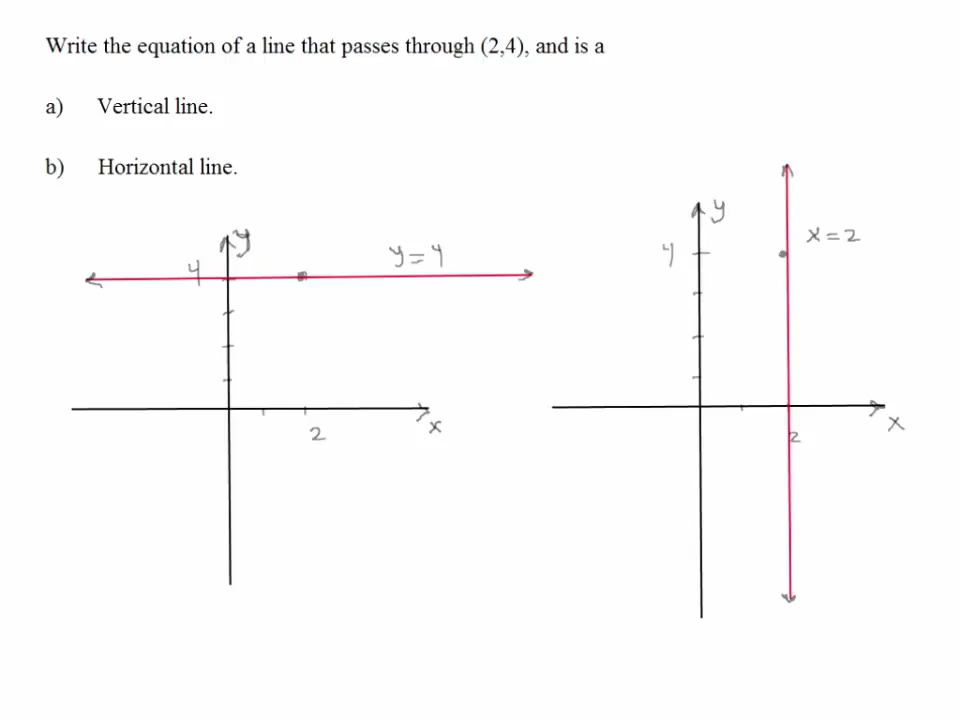 Write the equation of a line that passes through (2,4), and is a
a) Vertical line.
b) Horizontal line.
y
4
y=4
2
x
y
4
x=2
2
x